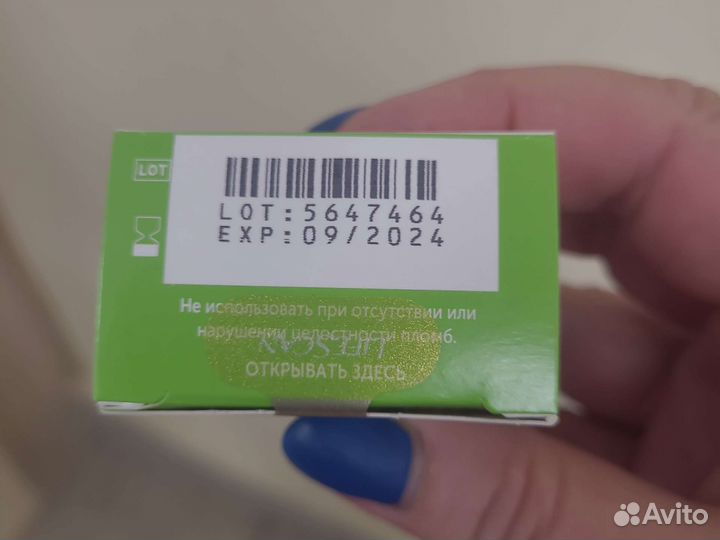 LOT
LOT:5647464
EXP:09/2024
Не использовать при отсутствии или
нарушении целостности пломб.
LIFESCAN
ОТКРЫВАТЬ ЗДЕСЬ
Avito